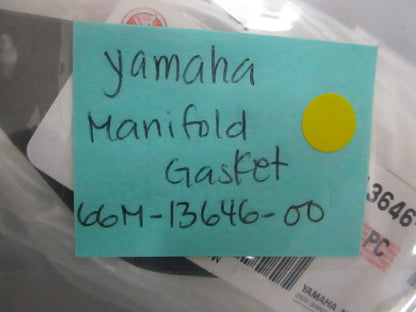 yamaha
Manifold
Gasket
66M-13646-00
13646-
PC
YAMAHA